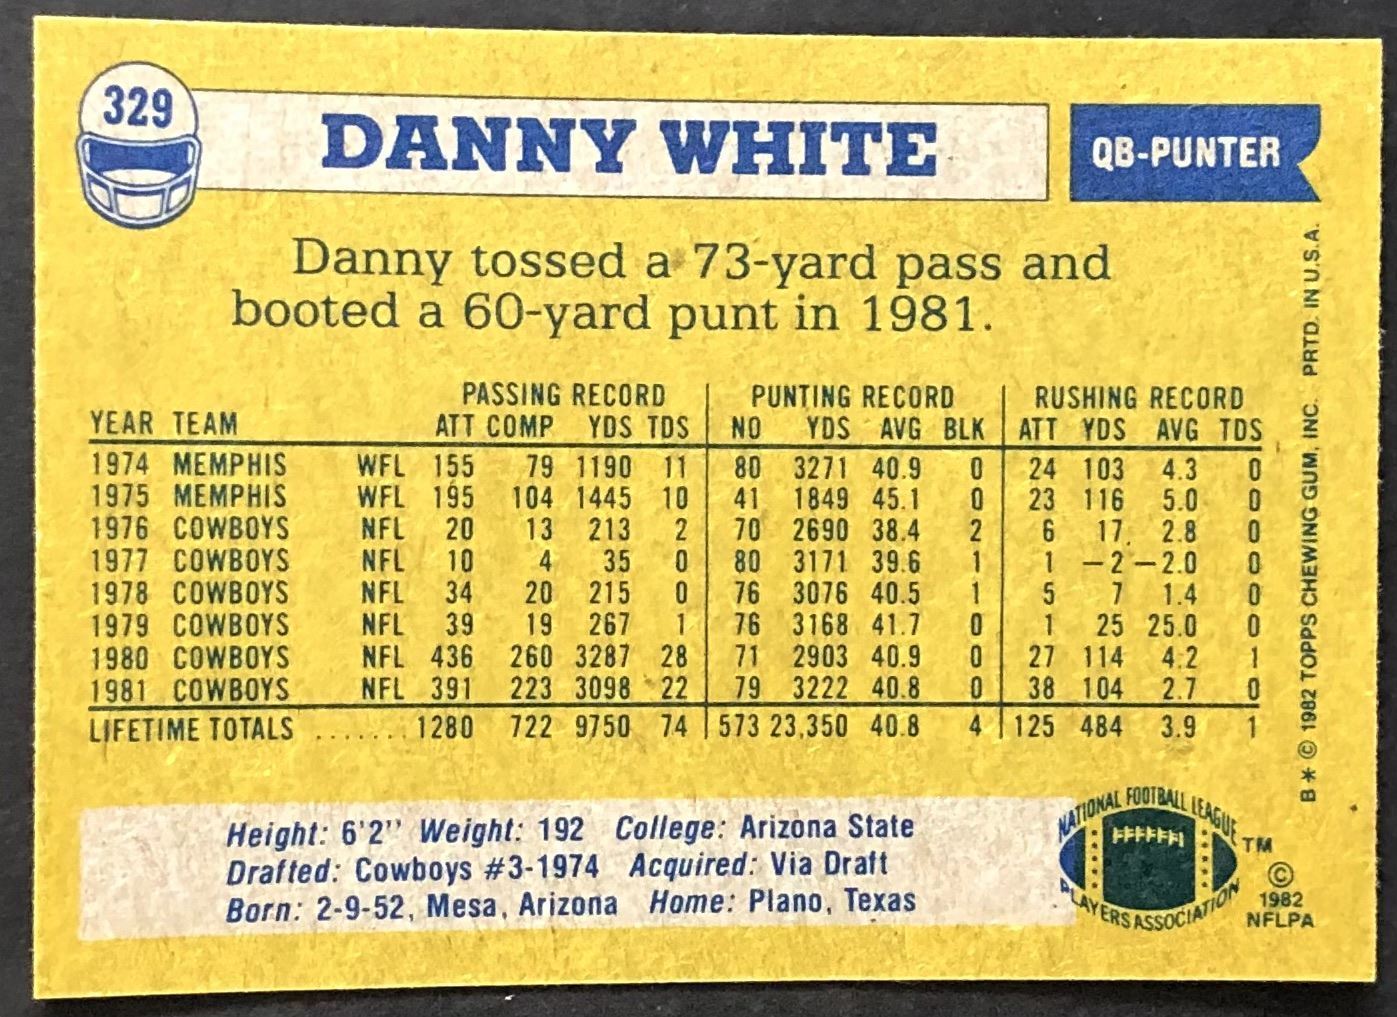 329
DANNY WHITE
QB-PUNTER
Danny tossed a 73-yard pass and
booted a 60-yard punt in 1981.
PASSING RECORD PUNTING RECORD RUSHING RECORD
YEAR TEAM ATT COMP YDS TDS NO YDS AVG BLK ATT YDS AVG TDS
1974 MEMPHIS WFL 155 79 1190 11 80 3271 40.9 0 24 103 4.3 0
1975 MEMPHIS WFL 195 104 1445 10 41 1849 45.1 0 23 116 5.0 0
1976 COWBOYS NFL 20 13 213 2 70 2690 38.4 2 6 17 2.8 0
1977 COWBOYS NFL 10 4 35 0 80 3171 39.6 1 1 -2 -2.0 0
1978 COWBOYS NFL 34 20 215 0 76 3076 40.5 1 5 7 1.4 0
1979 COWBOYS NFL 39 19 267 1 76 3168 41.7 0 1 25 25.0 0
1980 COWBOYS NFL 436 260 3287 28 71 2903 40.9 0 27 114 4.2 1
1981 COWBOYS NFL 391 223 3098 22 79 3222 40.8 0 38 104 2.7 0
LIFETIME TOTALS ....... 1280 722 9750 74 573 23,350 40.8 4 125 484 3.9 1
Height: 6'2" Weight: 192 College: Arizona State
Drafted: Cowboys #3-1974 Acquired: Via Draft
Born: 2-9-52, Mesa, Arizona Home: Plano, Texas
NATIONAL FOOTBALL LEAGUE
PLAYERS ASSOCIATION
TM
©
1982
NFLPA
B* © 1982 TOPPS CHEWING GUM, INC. PRTD. IN U.S.A.